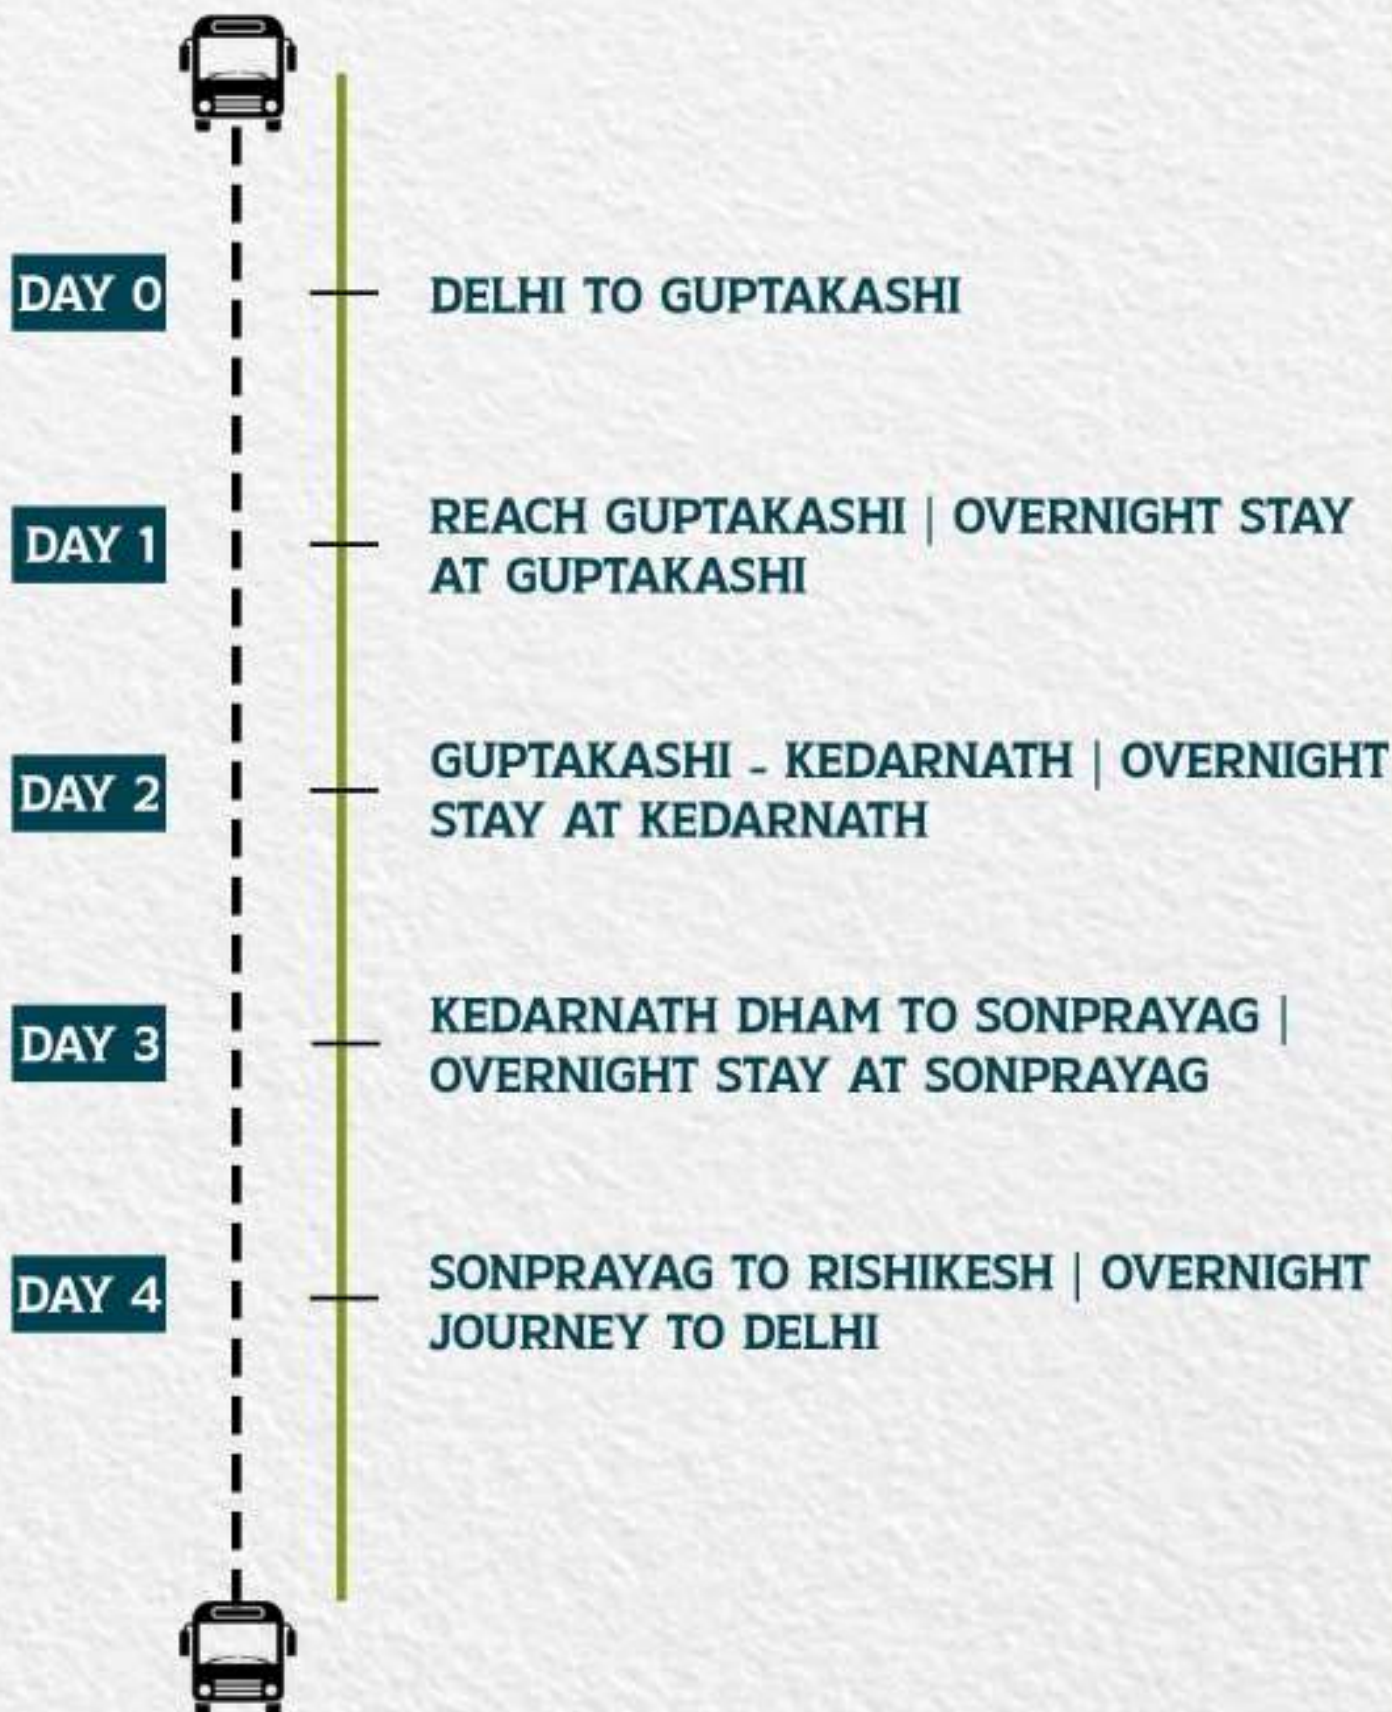 DAY 0
DELHI TO GUPTAKASHI
DAY 1
REACH GUPTAKASHI | OVERNIGHT STAY
AT GUPTAKASHI
DAY 2
GUPTAKASHI - KEDARNATH | OVERNIGHT
STAY AT KEDARNATH
DAY 3
KEDARNATH DHAM TO SONPRAYAG |
OVERNIGHT STAY AT SONPRAYAG
DAY 4
SONPRAYAG TO RISHIKESH | OVERNIGHT
JOURNEY TO DELHI